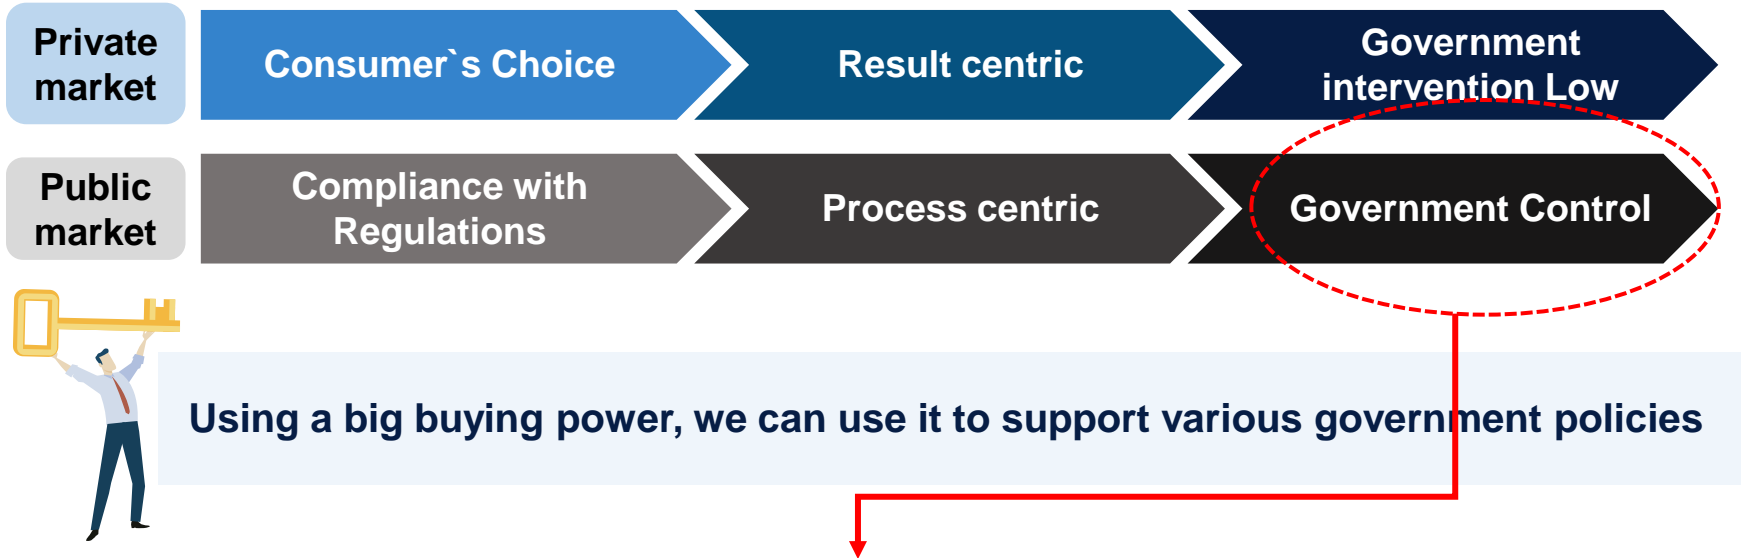 Private
market
Consumer`s Choice
Result centric
Government
intervention Low
Public
market
Compliance with
Regulations
Process centric
Government Control
Using a big buying power, we can use it to support various government policies